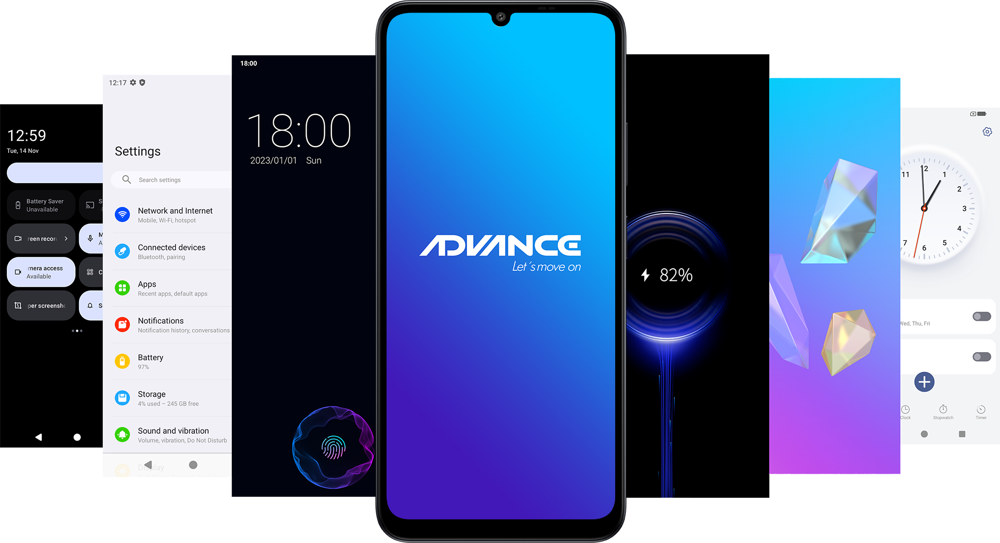 12:59
Tue, 14 Nov
Battery Saver
Unavailable
reen recor
mera access
Available
per screensh
12:17
Settings
Search settings
Network and Internet
Mobile, Wi-Fi, hotspot
Connected devices
Bluetooth, pairing
Apps
Recent apps, default apps
Notifications
Notification history, conversations
Battery
97%
Storage
4% used – 245 GB free
Sound and vibration
Volume, vibration, Do Not Disturb
Display
18:00
18:00
2023/01/01 Sun
ADVANCE
Let´s move on
82%
11 12 1
2
3
4
5
6
7
Wed, Thu, Fri
Clock Stopwatch Timer